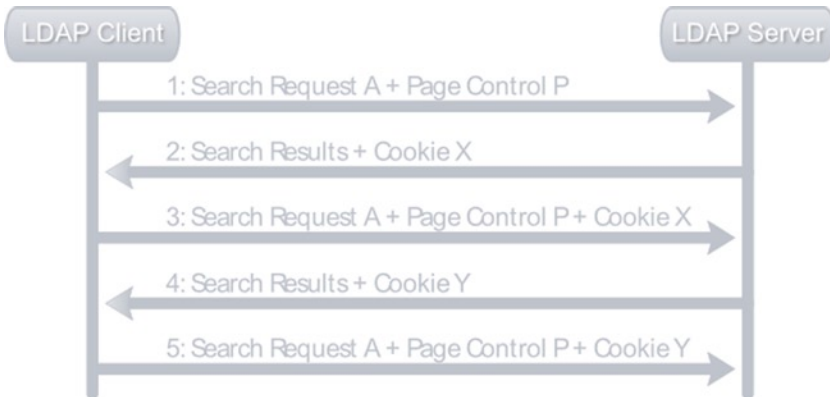 LDAP Client
LDAP Server
1: Search Request A + Page Control P
2: Search Results + Cookie X
3: Search Request A + Page Control P + Cookie X
4: Search Results + Cookie Y
5: Search Request A + Page Control P + Cookie Y